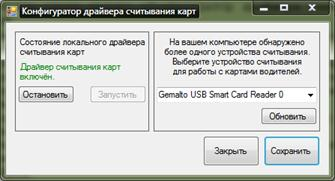 Конфигуратор драйвера считывания карт
Состояние локального драйвера
считывания карт
Драйвер считывания карт
включён.
Остановить
Запустить
На вашем компьютере обнаружено
более одного устройства считывания.
Выберите устройство считывания
для работы с картами водителей.
Gemalto USB Smart Card Reader 0
Обновить
Закрыть
Сохранить